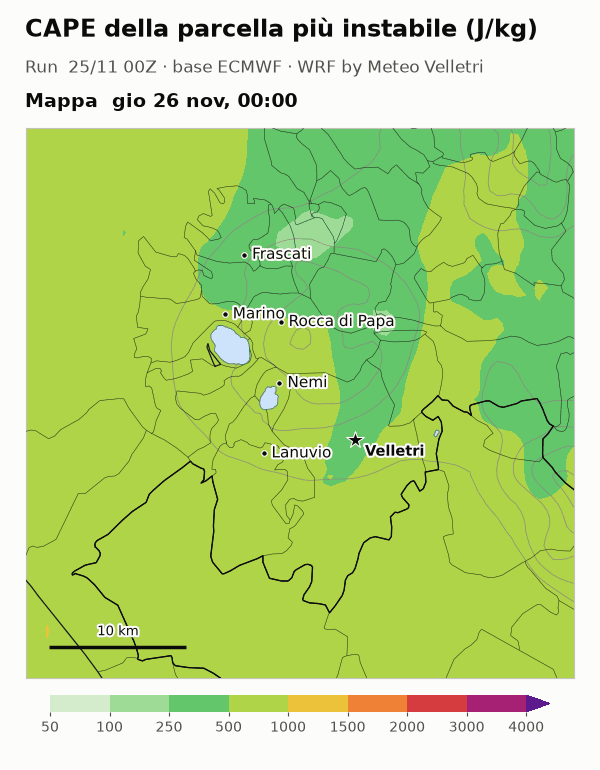 CAPE della parcella più instabile (J/kg)
Run  25/11 00Z · base ECMWF · WRF by Meteo Velletri
Mappa  gio 26 nov, 00:00
Frascati
Marino
Rocca di Papa
Nemi
Velletri
Lanuvio
10 km
50 100 250 500 1000 1500 2000 3000 4000